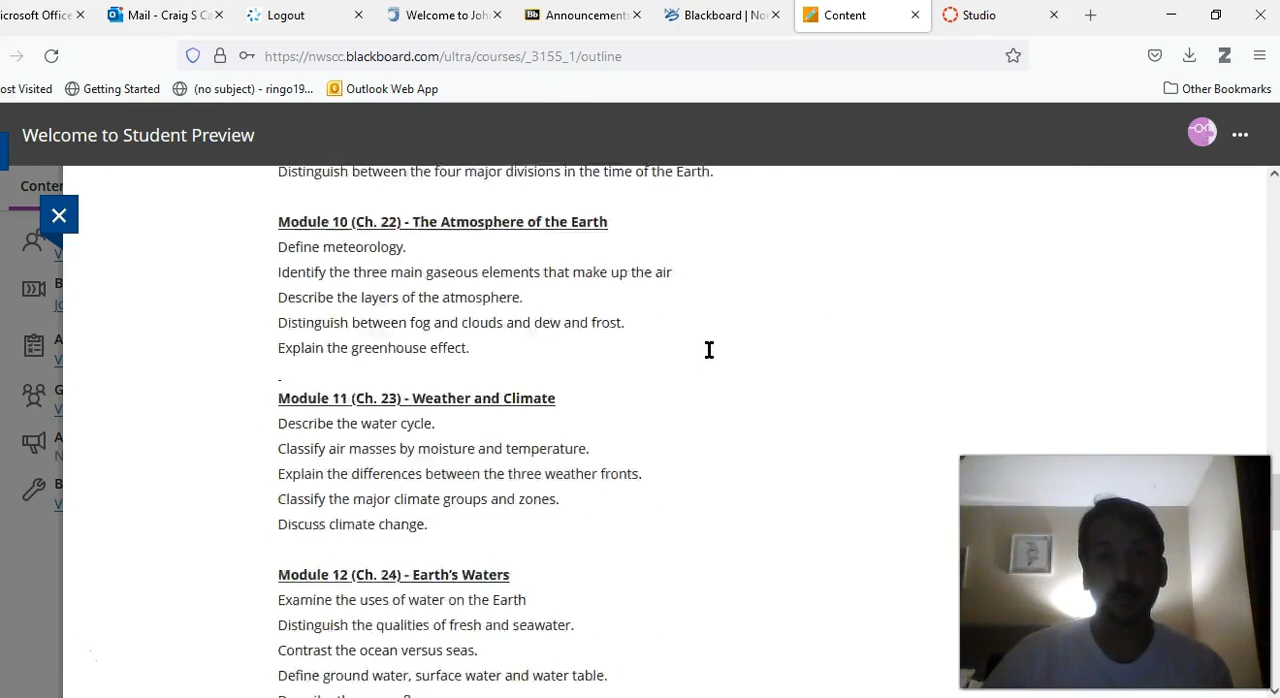 icrosoft Office
Mail - Craig S Ca
Logout
Welcome to Joh
Bb Announcements
Blackboard | Nor
Content
Studio
https://nwscc.blackboard.com/ultra/courses/_3155_1/outline
ost Visited
Getting Started
(no subject) - ringo19...
Outlook Web App
Other Bookmarks
Welcome to Student Preview
Conter
Distinguish between the four major divisions in the time of the Earth.
Module 10 (Ch. 22) - The Atmosphere of the Earth
Define meteorology.
Identify the three main gaseous elements that make up the air
Describe the layers of the atmosphere.
Distinguish between fog and clouds and dew and frost.
Explain the greenhouse effect.
Module 11 (Ch. 23) - Weather and Climate
Describe the water cycle.
Classify air masses by moisture and temperature.
Explain the differences between the three weather fronts.
Classify the major climate groups and zones.
Discuss climate change.
Module 12 (Ch. 24) - Earth's Waters
Examine the uses of water on the Earth
Distinguish the qualities of fresh and seawater.
Contrast the ocean versus seas.
Define ground water, surface water and water table.